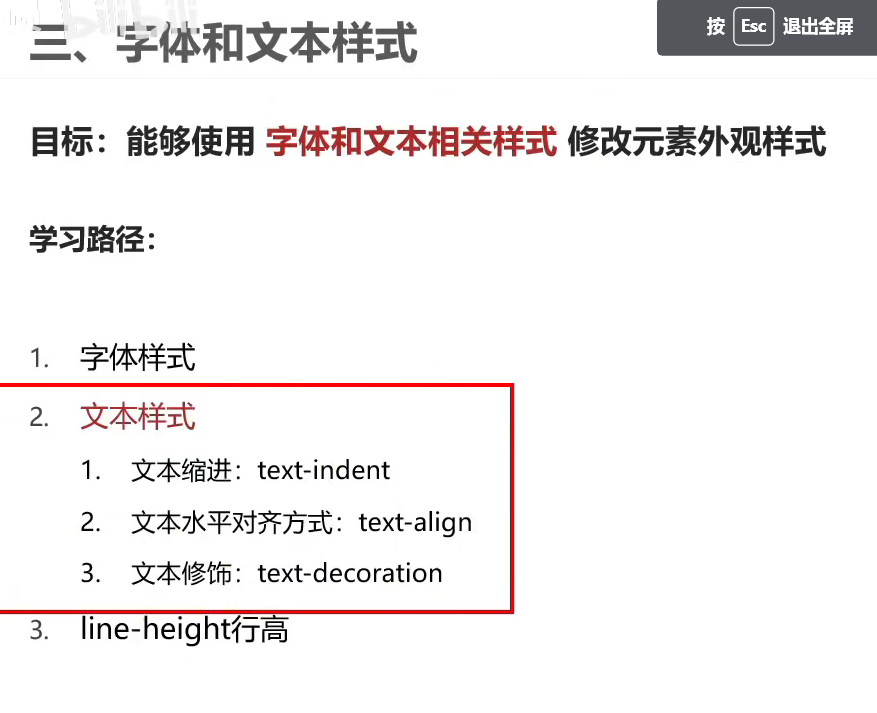 三、字体和文本样式
按 Esc 退出全屏
目标：能够使用 字体和文本相关样式 修改元素外观样式
学习路径：
1. 字体样式
2. 文本样式
1. 文本缩进：text-indent
2. 文本水平对齐方式：text-align
3. 文本修饰：text-decoration
3. line-height行高